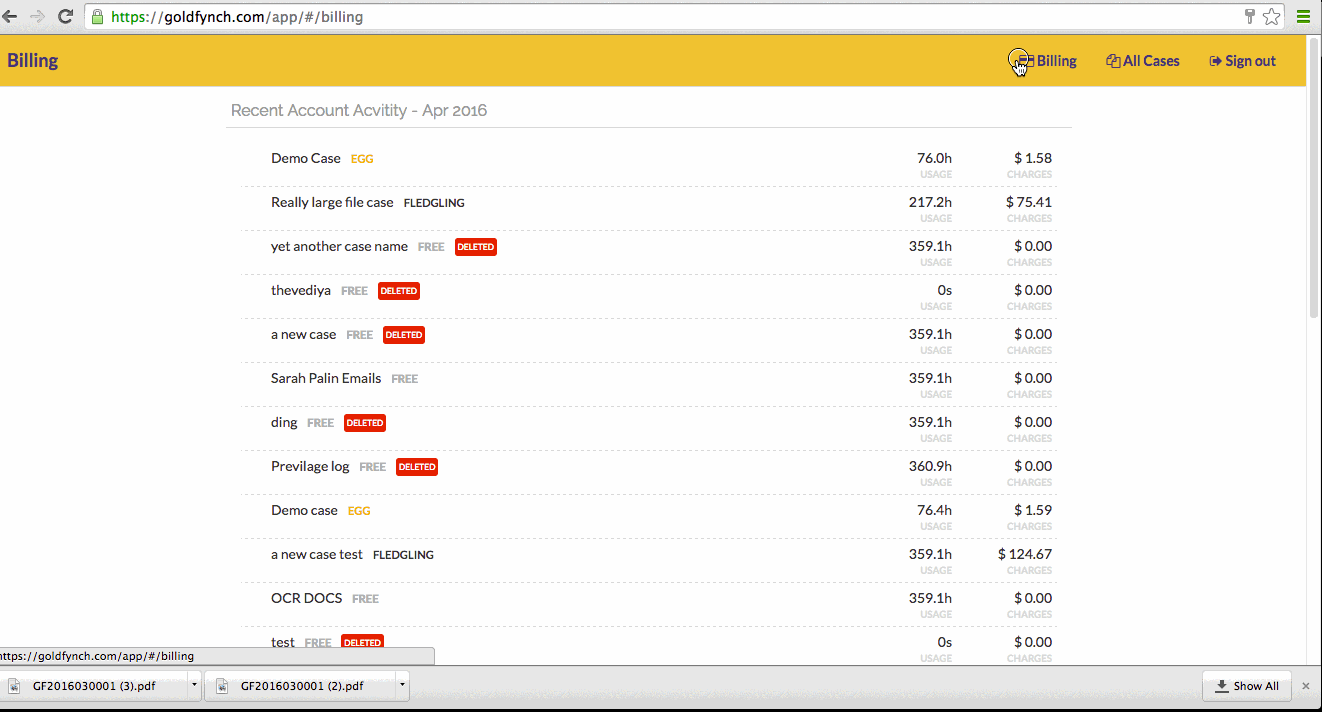 https://goldfynch.com/app/#/billing
Billing
Billing All Cases Sign out
Recent Account Acvitity - Apr 2016
Demo Case EGG 76.0h $ 1.58
USAGE CHARGES
Really large file case FLEDGLING 217.2h $ 75.41
USAGE CHARGES
yet another case name FREE DELETED 359.1h $ 0.00
USAGE CHARGES
thevediya FREE DELETED 0s $ 0.00
USAGE CHARGES
a new case FREE DELETED 359.1h $ 0.00
USAGE CHARGES
Sarah Palin Emails FREE 359.1h $ 0.00
USAGE CHARGES
ding FREE DELETED 359.1h $ 0.00
USAGE CHARGES
Previlage log FREE DELETED 360.9h $ 0.00
USAGE CHARGES
Demo case EGG 76.4h $ 1.59
USAGE CHARGES
a new case test FLEDGLING 359.1h $ 124.67
USAGE CHARGES
OCR DOCS FREE 359.1h $ 0.00
USAGE CHARGES
test FREE DELETED 0s $ 0.00
USAGE CHARGES
https://goldfynch.com/app/#/billing
GF2016030001 (3).pdf GF2016030001 (2).pdf Show All